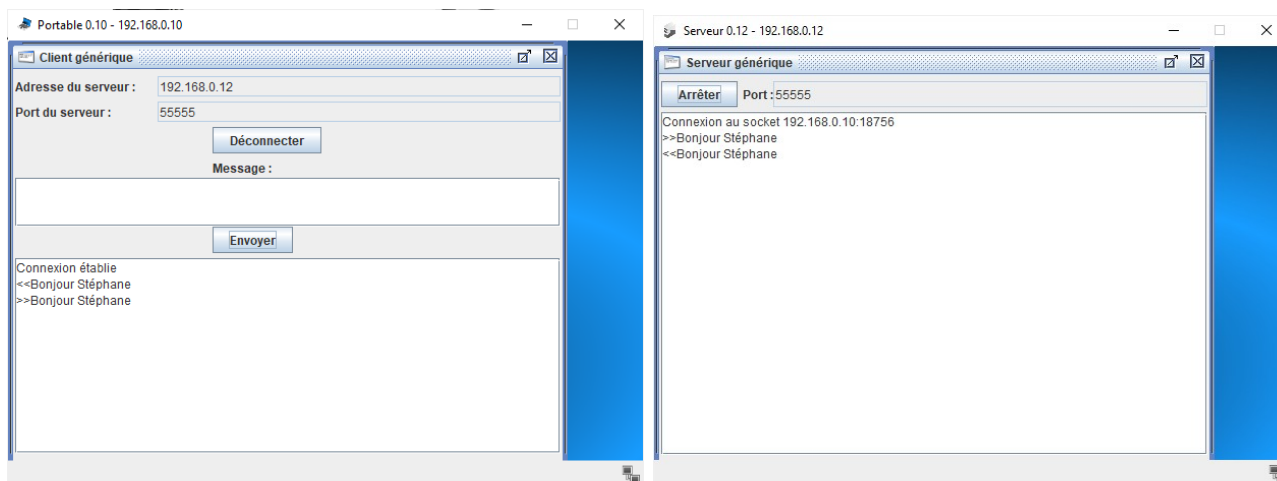 Portable 0.10 - 192.168.0.10
Client générique
Adresse du serveur : 192.168.0.12
Port du serveur : 55555
Déconnecter
Message :
Envoyer
Connexion établie
<<Bonjour Stéphane
>>Bonjour Stéphane
Serveur 0.12 - 192.168.0.12
Serveur générique
Arrêter Port : 55555
Connexion au socket 192.168.0.10:18756
>>Bonjour Stéphane
<<Bonjour Stéphane